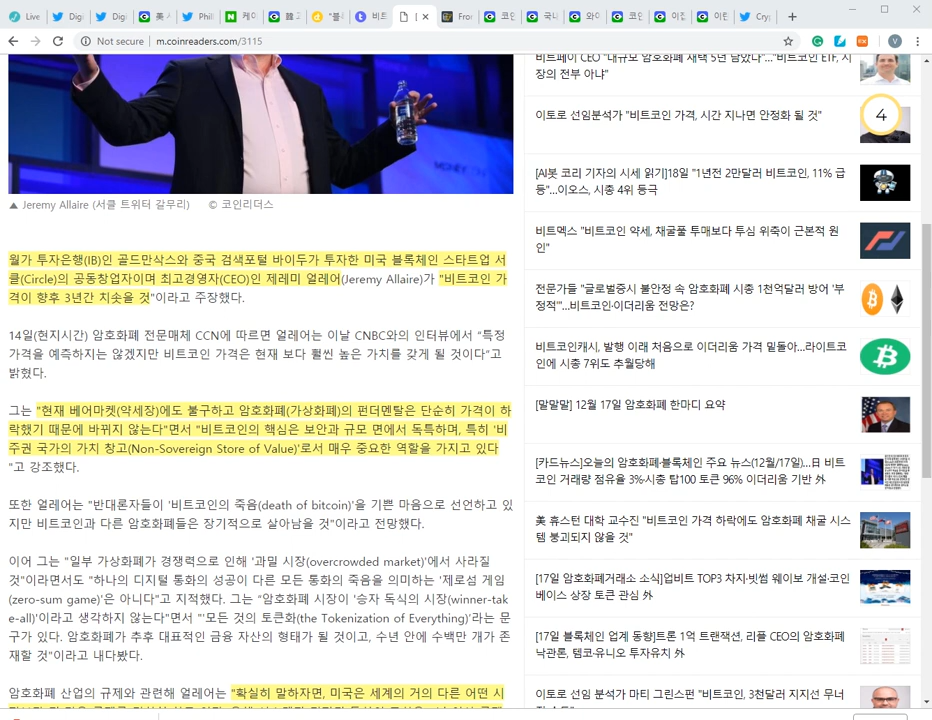 Live
Digi
Digi
美 ㅅ
Phili
케이
韓 고
"블
비트
Fron
코인
국니
와이
코인
이린
Cryp
Not secure
m.coinreaders.com/3115
V
▲ Jeremy Allaire (서클 트위터 갈무리) © 코인리더스
월가 투자은행(IB)인 골드만삭스와 중국 검색포털 바이두가 투자한 미국 블록체인 스타트업 서
클(Circle)의 공동창업자이며 최고경영자(CEO)인 제레미 얼레어(Jeremy Allaire)가 "비트코인 가
격이 향후 3년간 치솟을 것"이라고 주장했다.
14일(현지시간) 암호화폐 전문매체 CCN에 따르면 얼레어는 이날 CNBC와의 인터뷰에서 "특정
가격을 예측하지는 않겠지만 비트코인 가격은 현재 보다 훨씬 높은 가치를 갖게 될 것이다"고
밝혔다.
그는 "현재 베어마켓(약세장)에도 불구하고 암호화폐(가상화폐)의 펀더멘탈은 단순히 가격이 하
락했기 때문에 바뀌지 않는다"면서 "비트코인의 핵심은 보안과 규모 면에서 독특하며, 특히 '비
주권 국가의 가치 창고(Non-Sovereign Store of Value)'로서 매우 중요한 역할을 가지고 있다
"고 강조했다.
또한 얼레어는 "반대론자들이 '비트코인의 죽음(death of bitcoin)'을 기쁜 마음으로 선언하고 있
지만 비트코인과 다른 암호화폐들은 장기적으로 살아남을 것"이라고 전망했다.
이어 그는 "일부 가상화폐가 경쟁력으로 인해 '과밀 시장(overcrowded market)'에서 사라질
것"이라면서도 "하나의 디지털 통화의 성공이 다른 모든 통화의 죽음을 의미하는 '제로섬 게임
(zero-sum game)'은 아니다"고 지적했다. 그는 "암호화폐 시장이 '승자 독식의 시장(winner-tak
e-all)'이라고 생각하지 않는다"면서 "'모든 것의 토큰화(the Tokenization of Everything)'라는 문
구가 있다. 암호화폐가 추후 대표적인 금융 자산의 형태가 될 것이고, 수년 안에 수백만 개가 존
재할 것"이라고 내다봤다.
암호화폐 산업의 규제와 관련해 얼레어는 "확실히 말하자면, 미국은 세계의 거의 다른 어떤 시
비트페이 CEO "대규모 암호화폐 채택 5년 남았다"..."비트코인 ETF, 시
장의 전부 아냐"
이토로 선임분석가 "비트코인 가격, 시간 지나면 안정화 될 것"
4
[AI봇 코리 기자의 시세 읽기]18일 "1년전 2만달러 비트코인, 11% 급
등"...이오스, 시총 4위 등극
비트멕스 "비트코인 약세, 채굴풀 투매보다 투심 위축이 근본적 원
인"
전문가들 "글로벌증시 불안정 속 암호화폐 시총 1천억달러 방어 '부
정적'"...비트코인·이더리움 전망은?
비트코인캐시, 발행 이래 처음으로 이더리움 가격 밑돌아...라이트코
인에 시총 7위도 추월당해
[말말말] 12월 17일 암호화폐 한마디 요약
[카드뉴스]오늘의 암호화폐·블록체인 주요 뉴스(12월/17일)...日 비트
코인 거래량 점유율 3%·시총 탑100 토큰 96% 이더리움 기반 外
美 휴스턴 대학 교수진 "비트코인 가격 하락에도 암호화폐 채굴 시스
템 붕괴되지 않을 것"
[17일 암호화폐거래소 소식]업비트 TOP3 차지·빗썸 웨이브 개설·코인
베이스 상장 토큰 관심 外
[17일 블록체인 업계 동향]트론 1억 트랜잭션, 리플 CEO의 암호화폐
낙관론, 템코·유니오 투자유치 外
이토로 선임 분석가 마티 그린스펀 "비트코인, 3천달러 지지선 무너